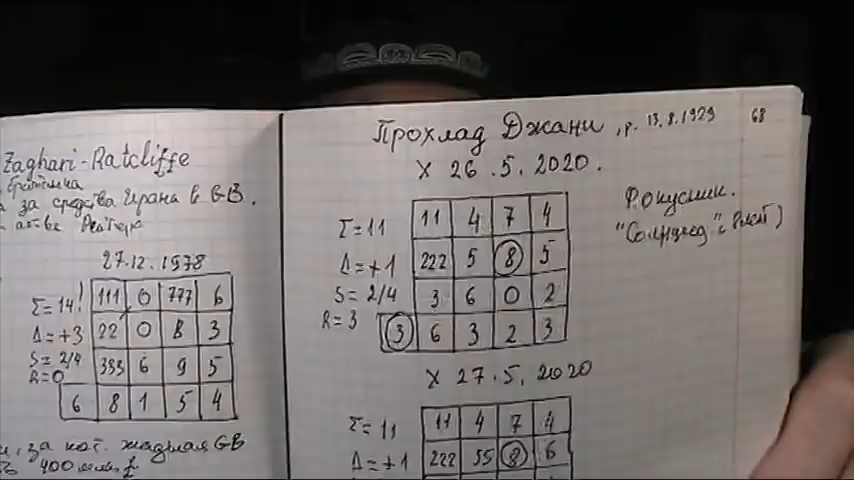 Zaghari-Ratcliffe
за средства Ирана в GB.
27.12.1978
Σ=14!
111 0 777 6
Δ=+3
22 0 8 3
S=2/4
333 6 9 5
R=0
6 8 1 5 4
за кот. жадная GB
400 млн £
Прохлад Джани, р. 13.8.1929
68
X 26.5.2020.
Фокусник.
"Солнцеед"
Σ=11
11 4 7 4
Δ=+1
222 5 8 5
S=2/4
3 6 0 2
R=3
3 6 3 2 3
X 27.5.2020
Σ=11
11 4 7 4
Δ=+1
222 55 8 6